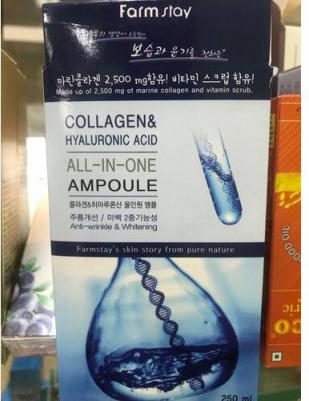 Farmstay
보습과 윤기를 전하는
마린콜라겐 2,500 mg함유! 비타민 스크럽 함유!
Made up of 2,500 mg of marine collagen and vitamin scrub.
COLLAGEN&
HYALURONIC ACID
ALL-IN-ONE
AMPOULE
콜라겐&히아루론산 올인원 앰플
주름개선 / 미백 2중기능성
Anti-wrinkle & Whitening
Farmstay's skin story from pure nature
250 ml
OIL